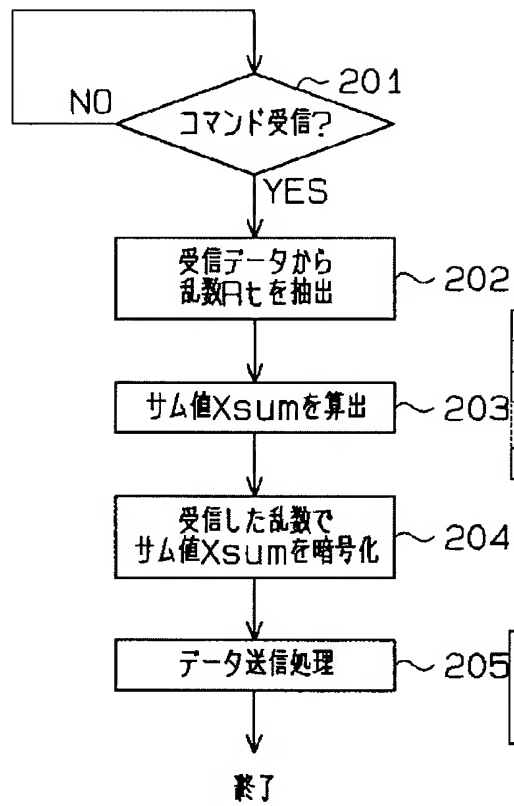 201
NO
コマンド受信?
YES
受信データから
乱数Rtを抽出
202
サム値Xsumを算出
203
受信した乱数で
サム値Xsumを暗号化
204
データ送信処理
205
終了